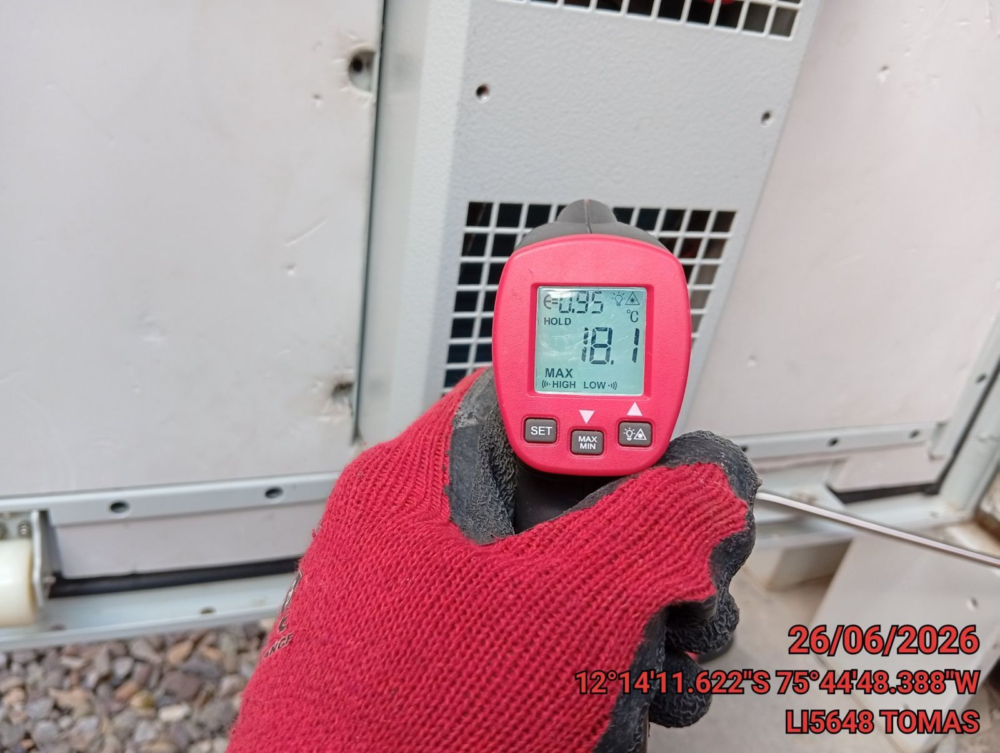 ϵ=0.95
°C
HOLD
18.1
MAX
HIGH LOW
SET
MAX
MIN
26/06/2026
12°14'11.622"S 75°44'48.388"W
LI5648 TOMAS